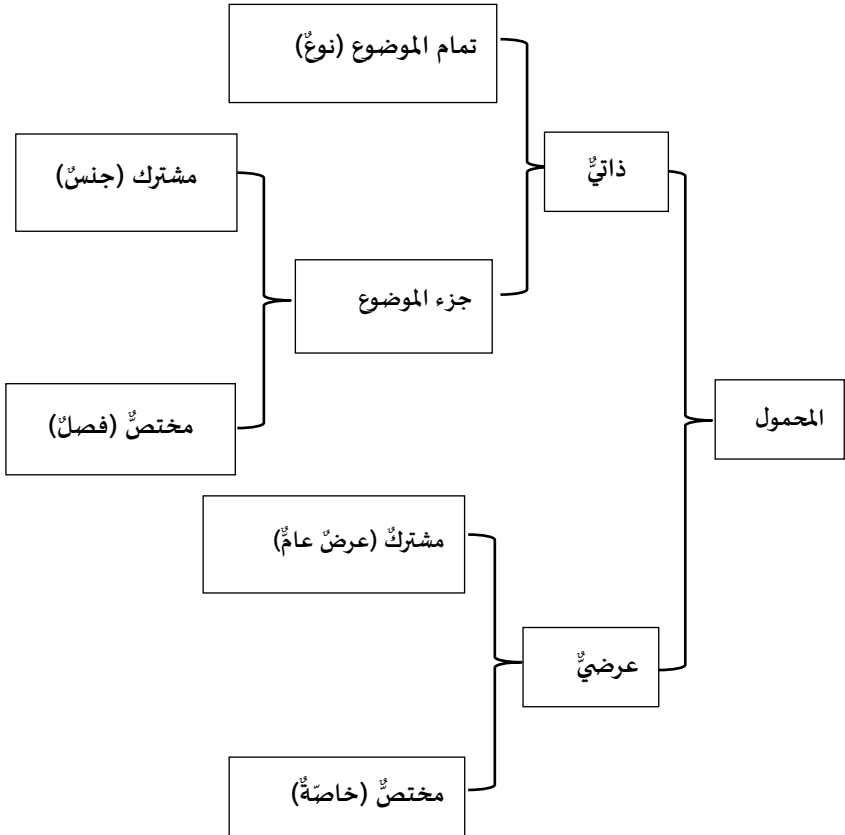 تمام الموضوع (نوعٌ)
مشترك (جنسٌ)
ذاتيٌّ
جزء الموضوع
مختصٌّ (فصلٌ)
المحمول
مشتركٌ (عرضٌ عامٌّ)
عرضيٌّ
مختصٌّ (خاصّةٌ)